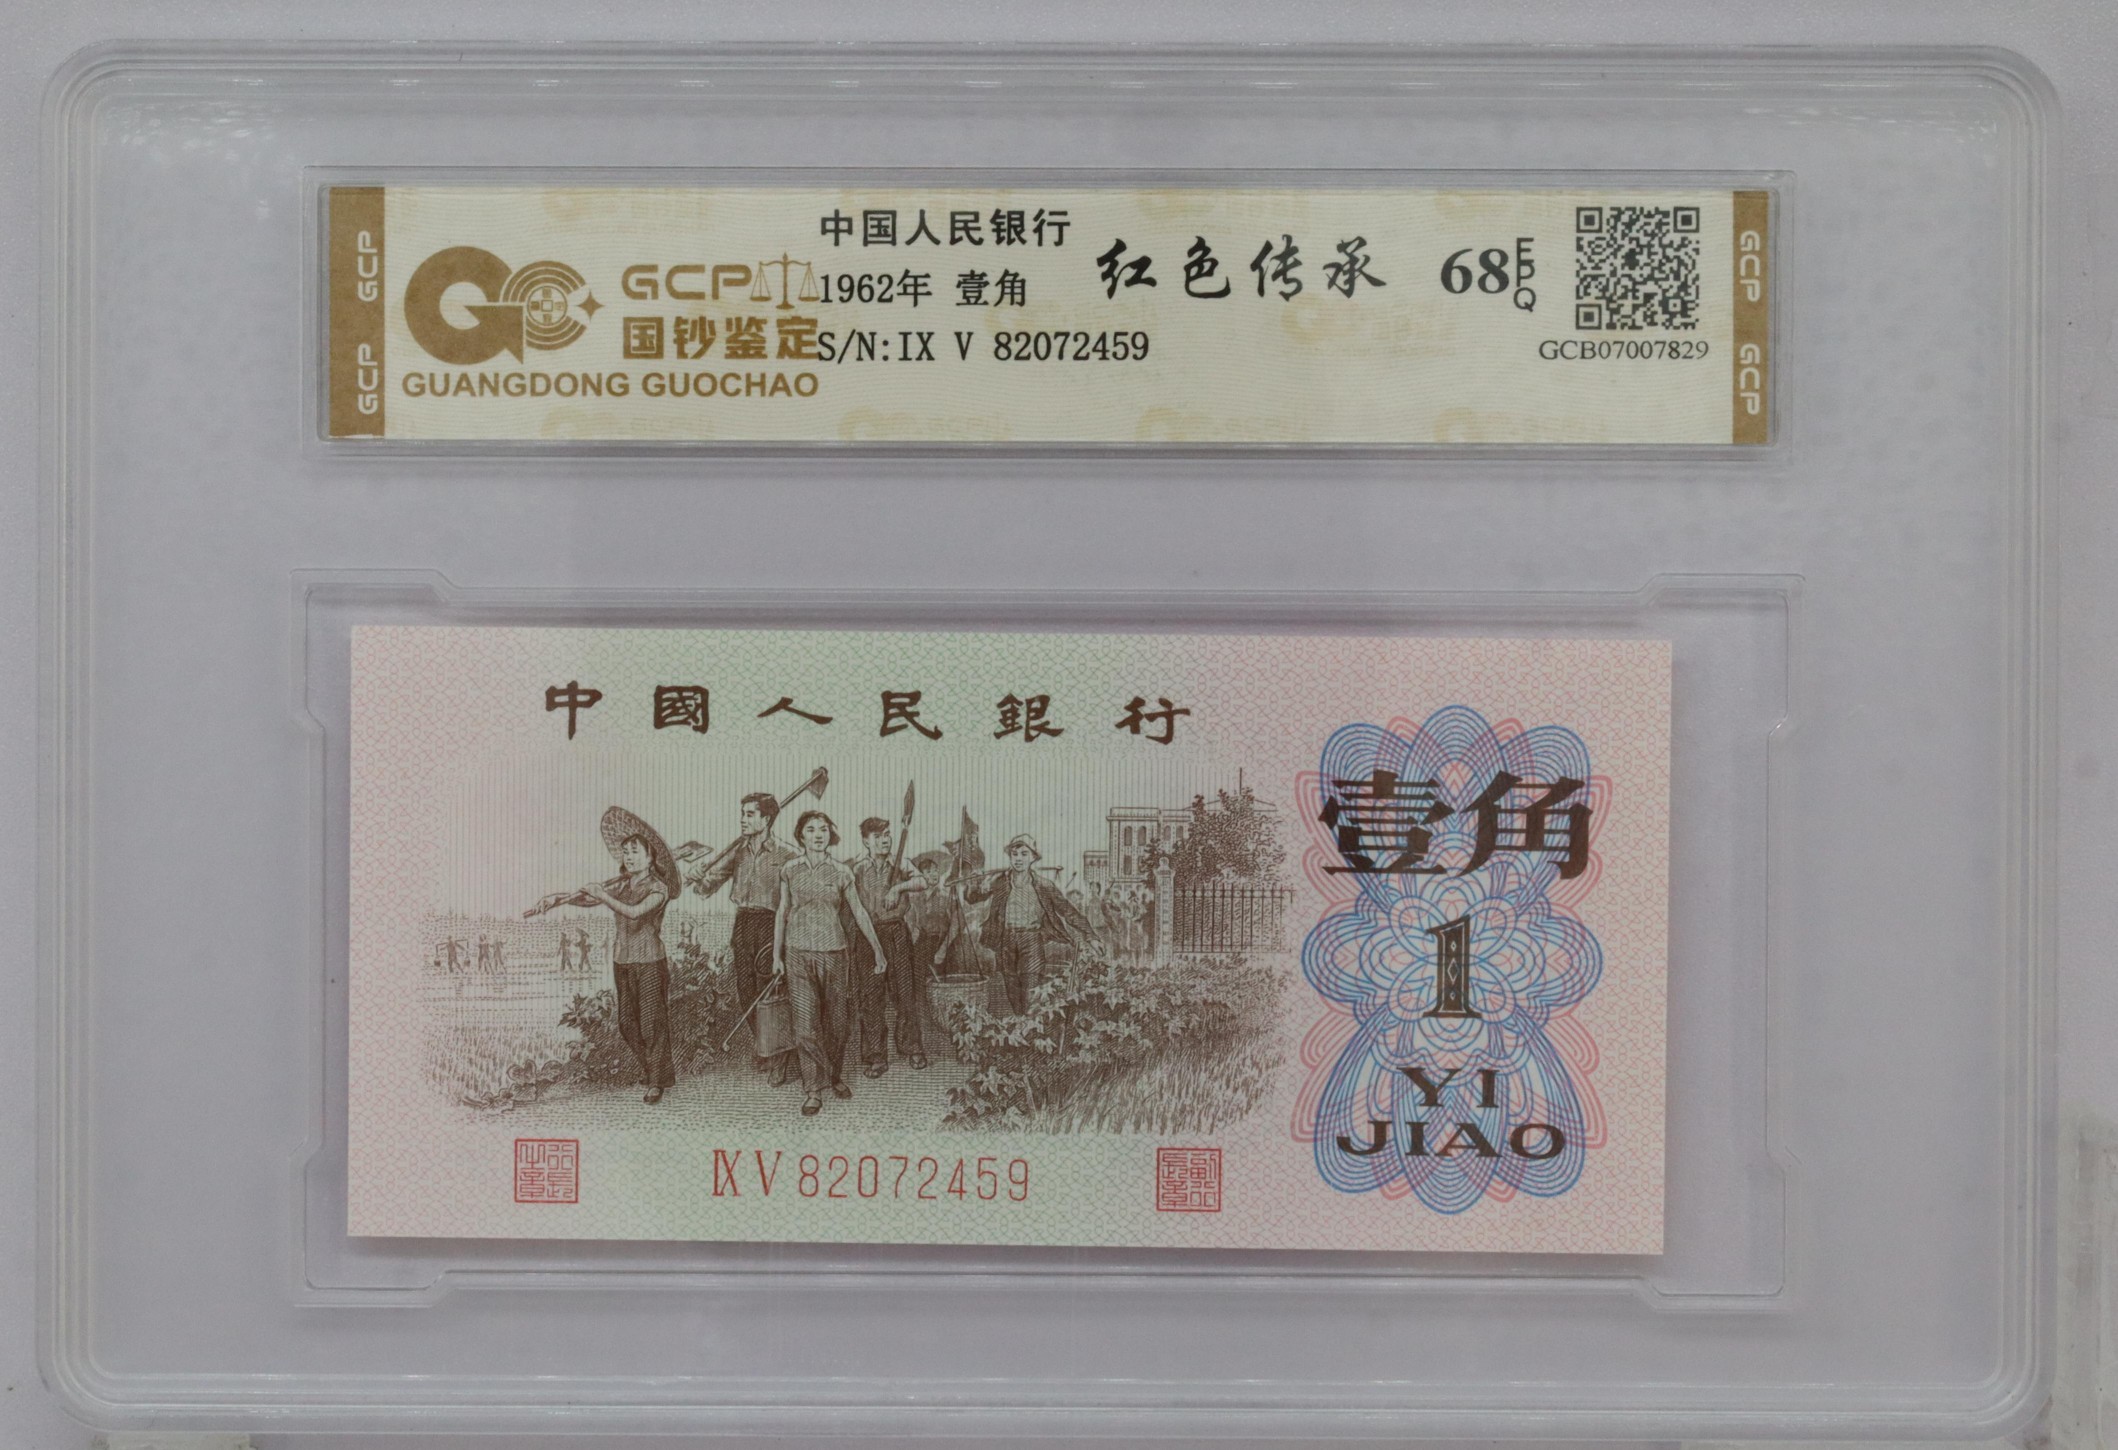 中国人民银行
1962年 壹角
S/N:IX V 82072459
红色传承
68 EPQ
GCB07007829
GCP
国钞鉴定
GUANGDONG GUOCHAO
GCP GCP
GCP GCP
中國人民銀行
壹角
1
YI
JIAO
IX V 82072459